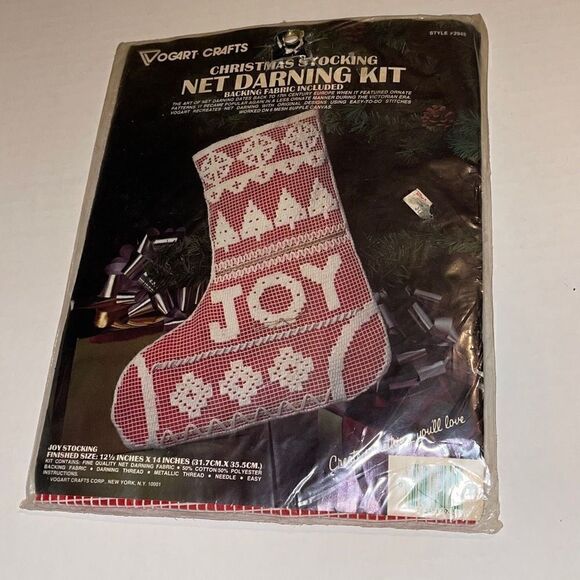 VOGART CRAFTS
STYLE #2945
CHRISTMAS STOCKING
NET DARNING KIT
BACKING FABRIC INCLUDED
THE ART OF NET DARNING DATES BACK TO 17th CENTURY EUROPE WHEN IT FEATURED ORNATE
PATTERNS. IT BECAME POPULAR AGAIN IN A LESS ORNATE MANNER DURING THE VICTORIAN ERA.
VOGART RECREATES NET DARNING WITH ORIGINAL DESIGNS USING EASY-TO-DO STITCHES
WORKED ON 6 MESH SUPPLE CANVAS.
JOY
you'll love
JOY STOCKING
FINISHED SIZE: 12½ INCHES X 14 INCHES (31.7CM. X 35.5CM.)
KIT CONTAINS: FINE QUALITY NET DARNING FABRIC • 50% COTTON 50% POLYESTER
BACKING FABRIC • DARNING THREAD • METALLIC THREAD • NEEDLE • EASY
INSTRUCTIONS.
VOGART CRAFTS CORP., NEW YORK, N.Y. 10001